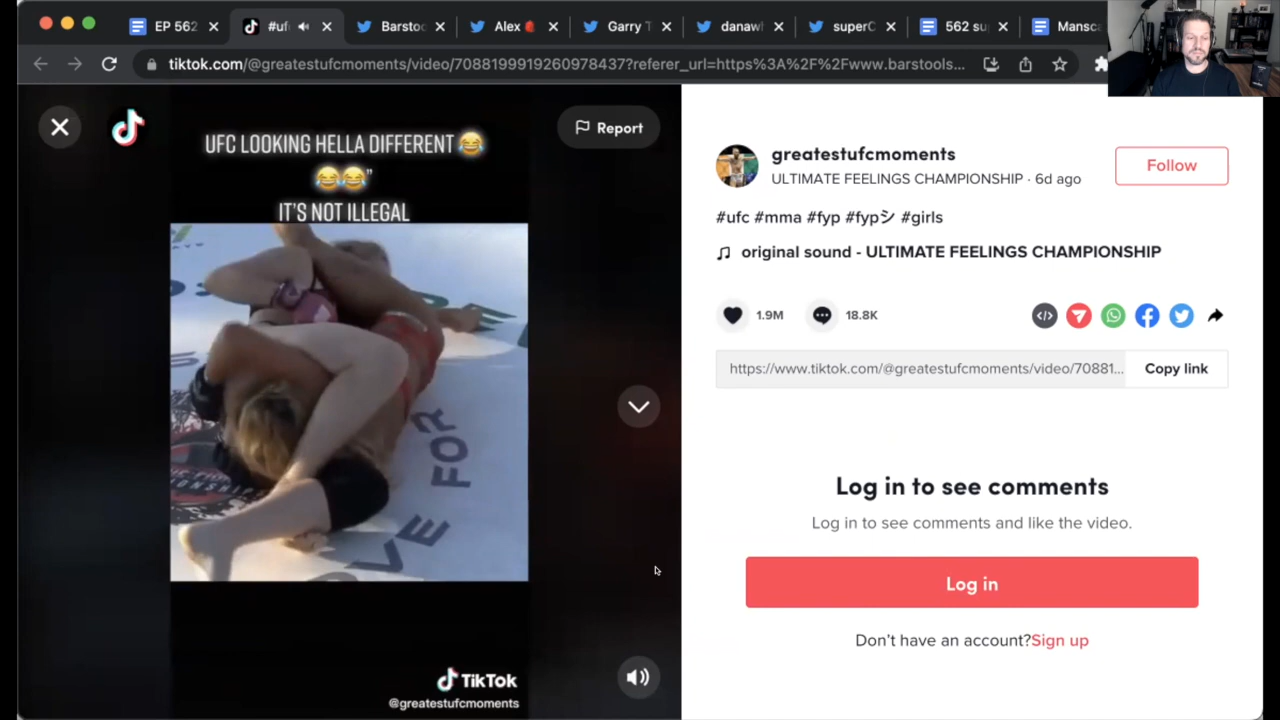 EP 562
#uf
Barstoo
Alex
Garry T
danawl
superC
562 su
Mansca
tiktok.com/@greatestufcmoments/video/7088199919260978437?referer_url=https%3A%2F%2Fwww.barstools...
UFC LOOKING HELLA DIFFERENT 😂
😂😂"
IT'S NOT ILLEGAL
Report
VE FOR
TikTok
@greatestufcmoments
greatestufcmoments
ULTIMATE FEELINGS CHAMPIONSHIP · 6d ago
Follow
#ufc #mma #fyp #fypシ #girls
original sound - ULTIMATE FEELINGS CHAMPIONSHIP
1.9M
18.8K
https://www.tiktok.com/@greatestufcmoments/video/70881...
Copy link
Log in to see comments
Log in to see comments and like the video.
Log in
Don't have an account?Sign up